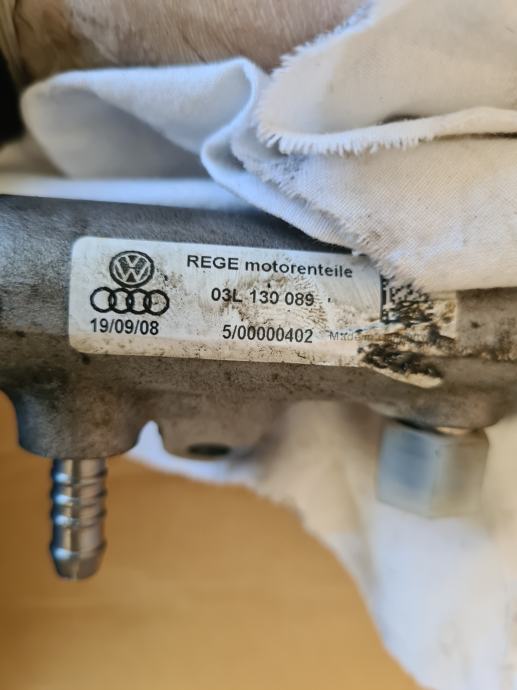 REGE motorenteile
03L 130 089
19/09/08
5/00000402